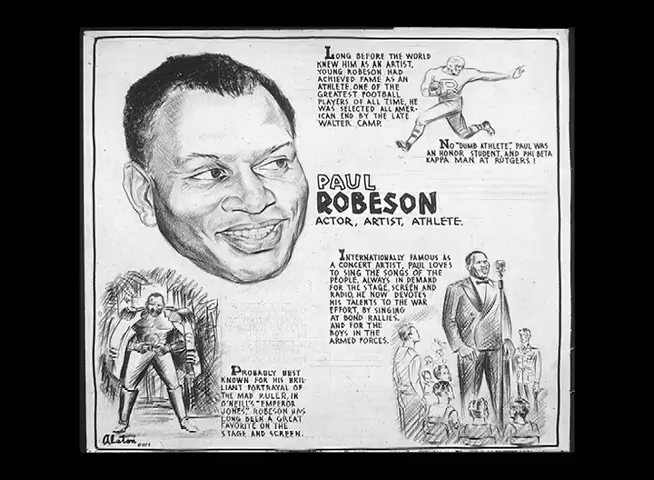 LONG BEFORE THE WORLD
KNEW HIM AS AN ARTIST,
YOUNG ROBESON HAD
ACHIEVED FAME AS AN
ATHLETE. ONE OF THE
GREATEST FOOTBALL
PLAYERS OF ALL TIME, HE
WAS SELECTED ALL AMER-
ICAN END BY THE LATE
WALTER CAMP.
R
NO "DUMB ATHLETE", PAUL WAS
AN HONOR STUDENT, AND PHI BETA
KAPPA MAN AT RUTGERS!
PAUL
ROBESON
ACTOR, ARTIST, ATHLETE.
INTERNATIONALLY FAMOUS AS
A CONCERT ARTIST, PAUL LOVES
TO SING THE SONGS OF THE
PEOPLE. ALWAYS IN DEMAND
FOR THE STAGE, SCREEN AND
RADIO, HE NOW DEVOTES
HIS TALENTS TO THE WAR
EFFORT, BY SINGING
AT BOND RALLIES,
AND FOR THE
BOYS IN THE
ARMED FORCES.
PROBABLY BEST
KNOWN FOR HIS BRIL-
LIANT PORTRAYAL OF
THE MAD RULER, IN
O'NEILL'S "EMPEROR
JONES," ROBESON HAS
LONG BEEN A GREAT
FAVORITE ON THE
STAGE AND SCREEN.
Alston